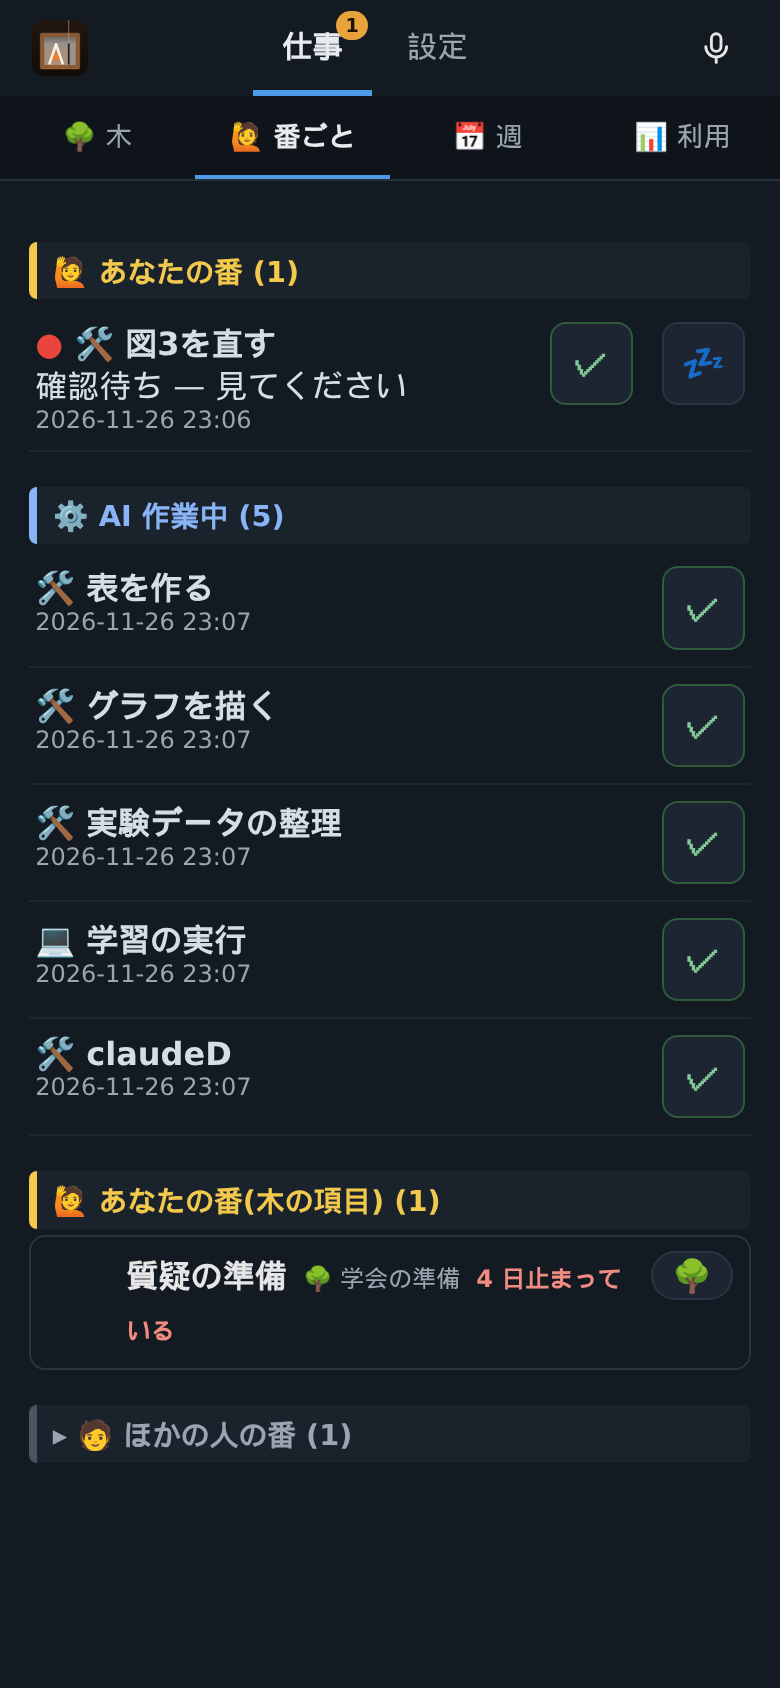 仕事 1 設定
木 番ごと 週 利用
あなたの番 (1)
図3を直す
確認待ち — 見てください
2026-11-26 23:06
AI 作業中 (5)
表を作る
2026-11-26 23:07
グラフを描く
2026-11-26 23:07
実験データの整理
2026-11-26 23:07
学習の実行
2026-11-26 23:07
claudeD
2026-11-26 23:07
あなたの番(木の項目) (1)
質疑の準備 学会の準備 4 日止まって
いる
ほかの人の番 (1)